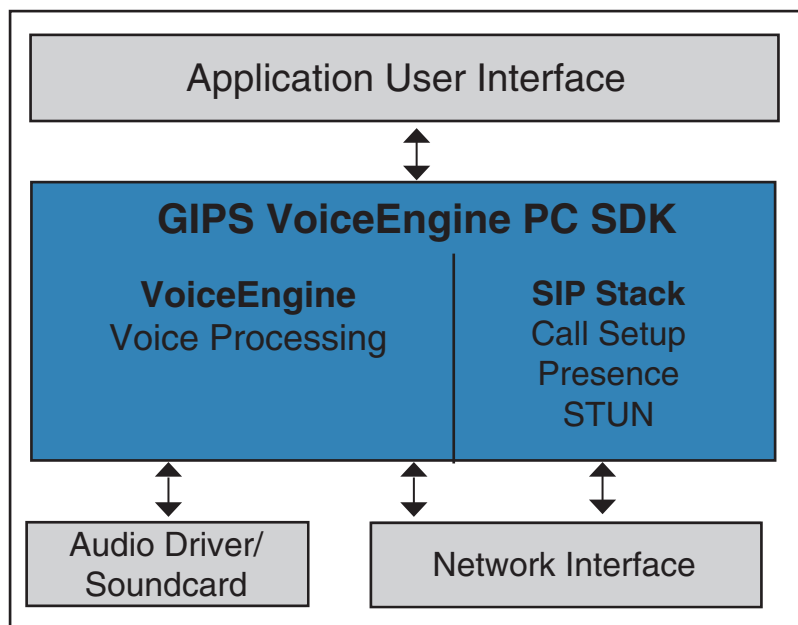 Application User Interface
GIPS VoiceEngine PC SDK
VoiceEngine
Voice Processing
SIP Stack
Call Setup
Presence
STUN
Audio Driver/
Soundcard
Network Interface